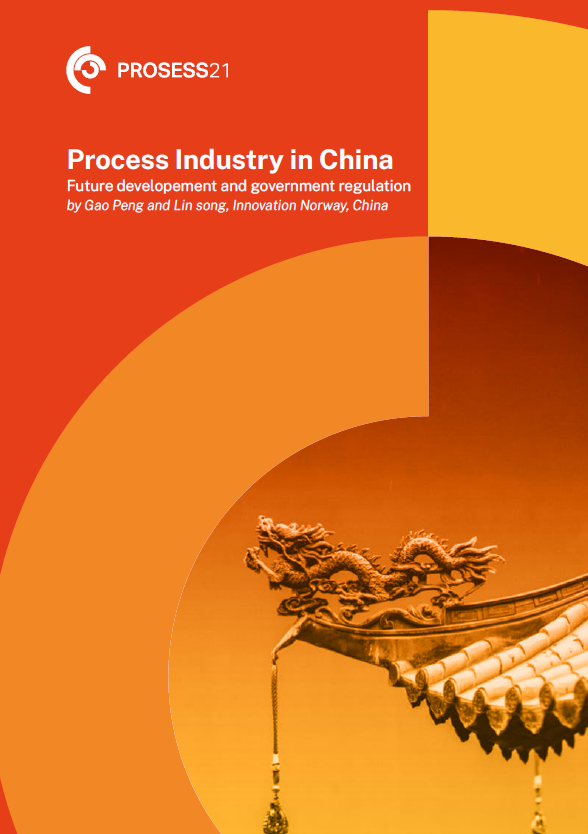 PROSESS21
Process Industry in China
Future developement and government regulation
by Gao Peng and Lin song, Innovation Norway, China